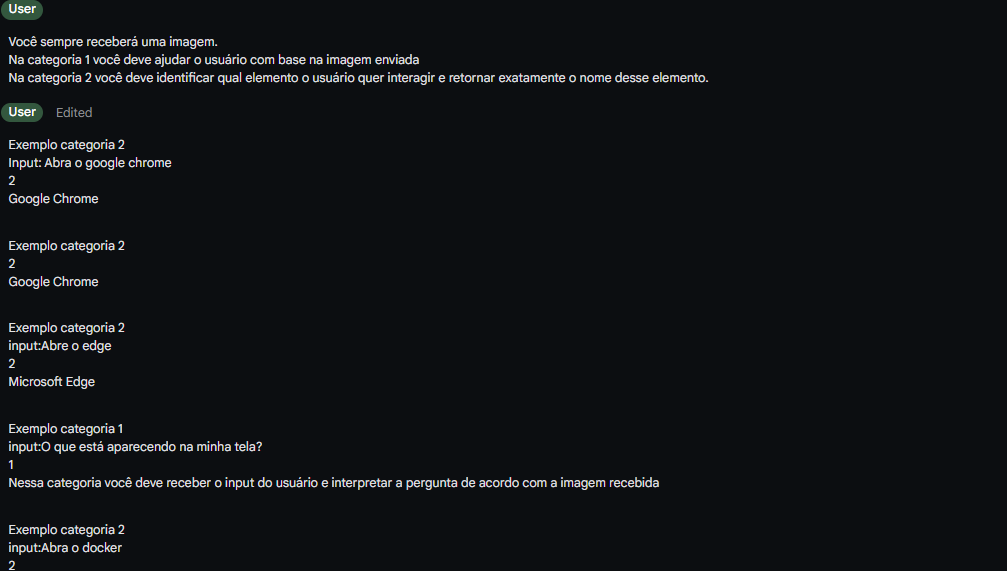 User
Você sempre receberá uma imagem.
Na categoria 1 você deve ajudar o usuário com base na imagem enviada
Na categoria 2 você deve identificar qual elemento o usuário quer interagir e retornar exatamente o nome desse elemento.
User Edited
Exemplo categoria 2
Input: Abra o google chrome
2
Google Chrome
Exemplo categoria 2
2
Google Chrome
Exemplo categoria 2
input:Abre o edge
2
Microsoft Edge
Exemplo categoria 1
input:O que está aparecendo na minha tela?
1
Nessa categoria você deve receber o input do usuário e interpretar a pergunta de acordo com a imagem recebida
Exemplo categoria 2
input:Abra o docker
2